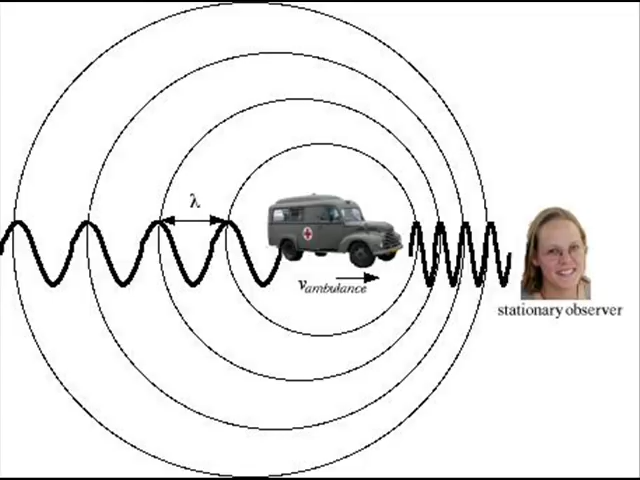 λ
vambulance
stationary observer